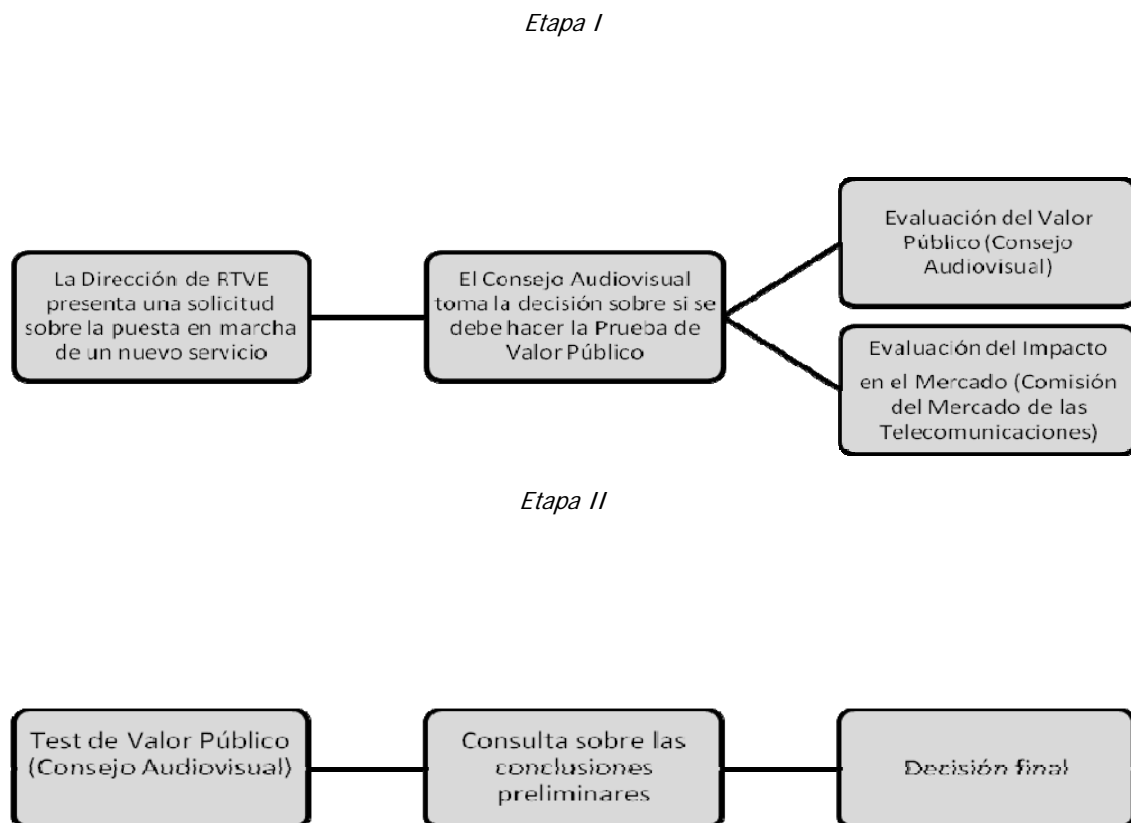 Etapa I
La Dirección de RTVE
presenta una solicitud
sobre la puesta en marcha
de un nuevo servicio
El Consejo Audiovisual
toma la decisión sobre si se
debe hacer la Prueba de
Valor Público
Evaluación del Valor
Público (Consejo
Audiovisual)
Evaluación del Impacto
en el Mercado (Comisión
del Mercado de las
Telecomunicaciones)
Etapa II
Test de Valor Público
(Consejo Audiovisual)
Consulta sobre las
conclusiones
preliminares
Decisión final